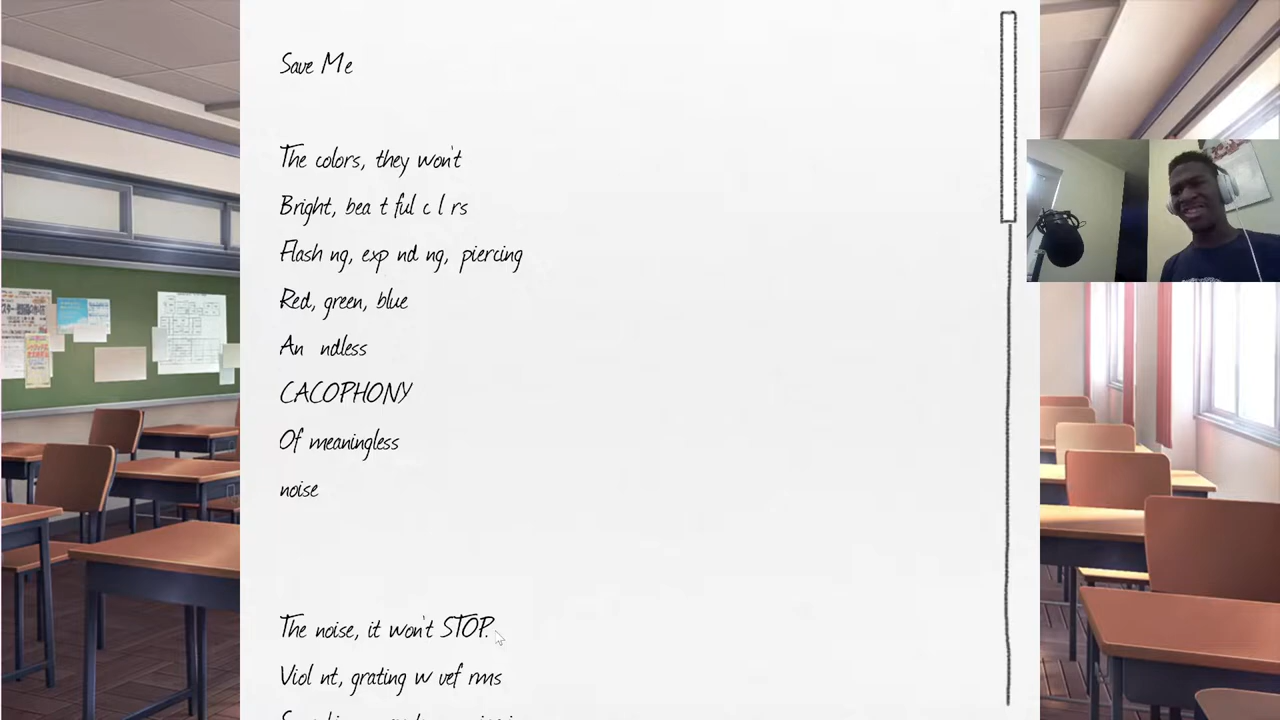 Save Me
The colors, they won't
Bright, bea t ful c l rs
Flash ng, exp nd ng, piercing
Red, green, blue
An ndless
CACOPHONY
Of meaningless
noise
The noise, it won't STOP.
Viol nt, grating w vef rms